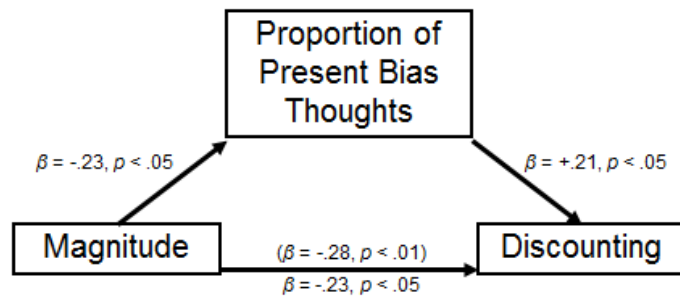 Proportion of
Present Bias
Thoughts
β = -.23, p < .05
β = +.21, p < .05
Magnitude
(β = -.28, p < .01)
β = -.23, p < .05
Discounting